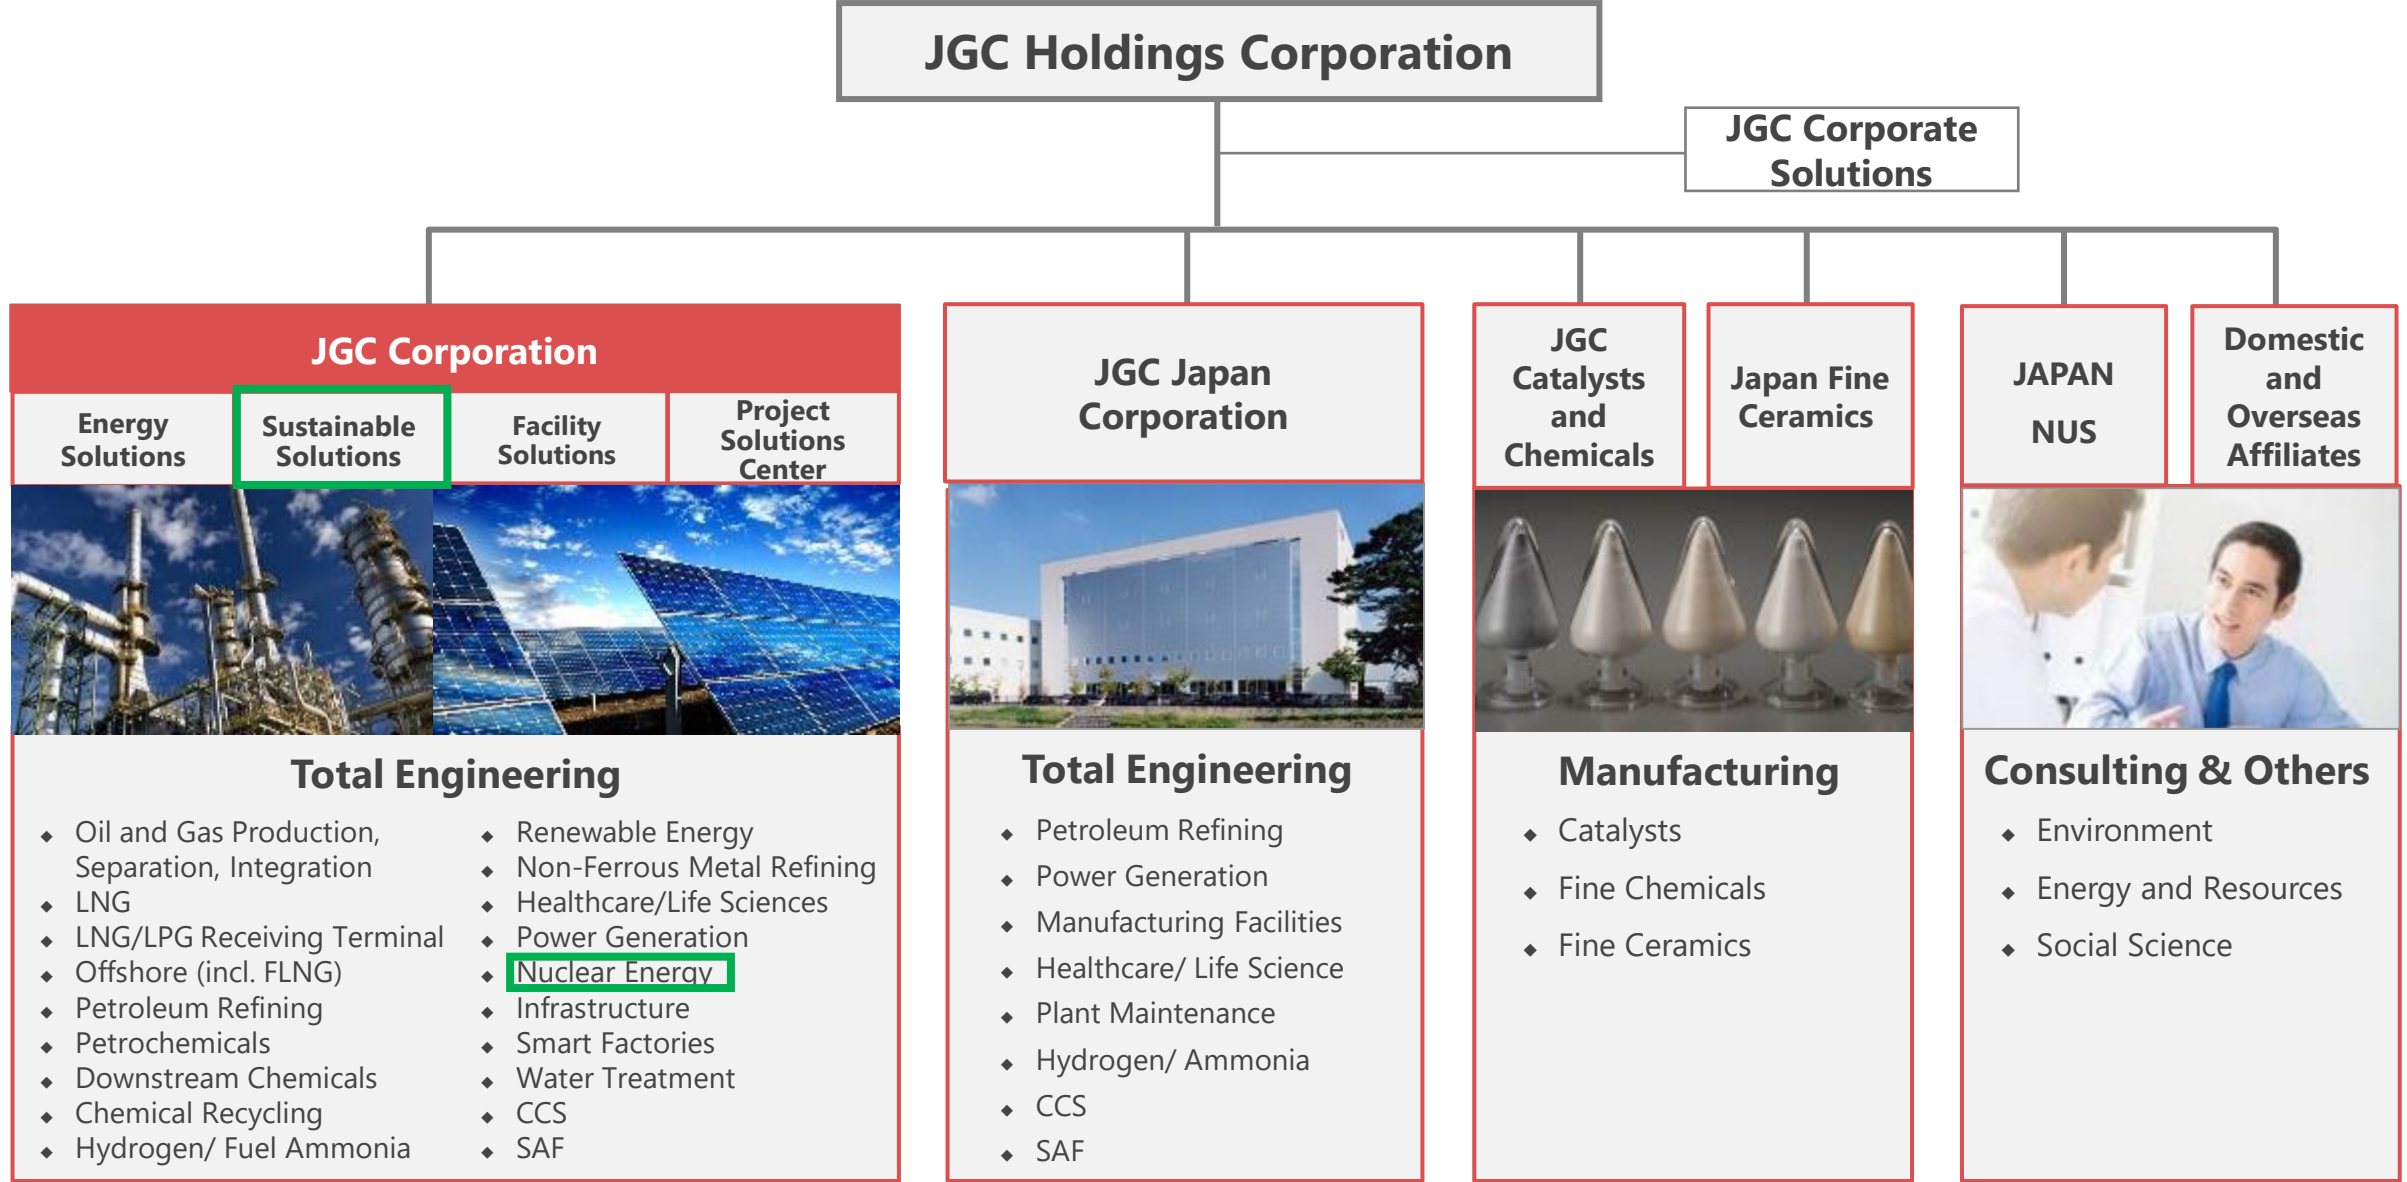 JGC Holdings Corporation
JGC Corporate
Solutions
JGC Corporation
Energy
Solutions
Sustainable
Solutions
Facility
Solutions
Project
Solutions
Center
Total Engineering
◆ Oil and Gas Production,
Separation, Integration
◆ LNG
◆ LNG/LPG Receiving Terminal
◆ Offshore (incl. FLNG)
◆ Petroleum Refining
◆ Petrochemicals
◆ Downstream Chemicals
◆ Chemical Recycling
◆ Hydrogen/ Fuel Ammonia
◆ Renewable Energy
◆ Non-Ferrous Metal Refining
◆ Healthcare/Life Sciences
◆ Power Generation
◆ Nuclear Energy
◆ Infrastructure
◆ Smart Factories
◆ Water Treatment
◆ CCS
◆ SAF
JGC Japan
Corporation
Total Engineering
◆ Petroleum Refining
◆ Power Generation
◆ Manufacturing Facilities
◆ Healthcare/ Life Science
◆ Plant Maintenance
◆ Hydrogen/ Ammonia
◆ CCS
◆ SAF
JGC
Catalysts
and
Chemicals
Japan Fine
Ceramics
Manufacturing
◆ Catalysts
◆ Fine Chemicals
◆ Fine Ceramics
JAPAN
NUS
Domestic
and
Overseas
Affiliates
Consulting & Others
◆ Environment
◆ Energy and Resources
◆ Social Science